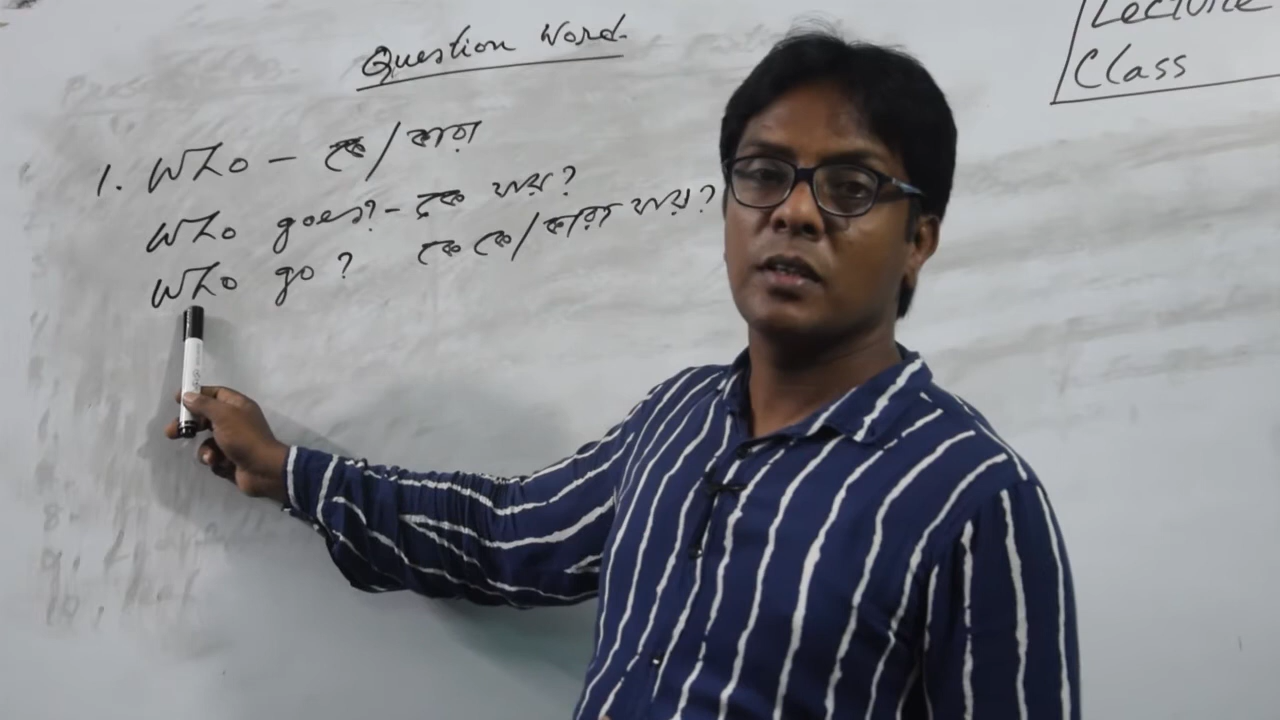 Question Word.
Lecture
Class
1. Who - কে/কারা
Who goes? - কে যায়?
Who go? কে কে/কারা যায়?